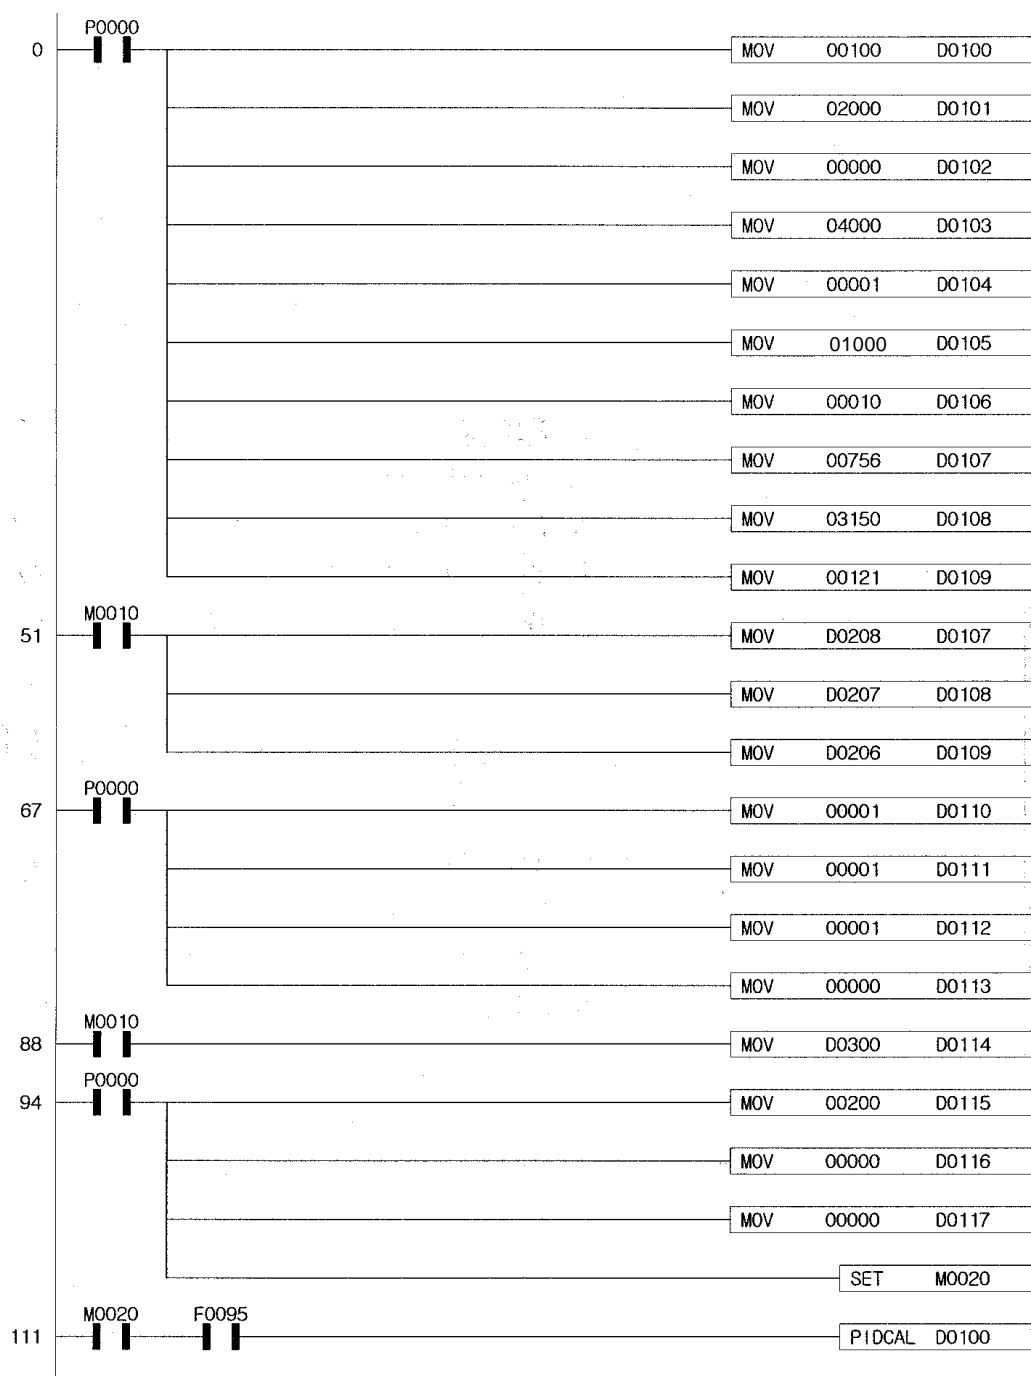 P0000
0 MOV 00100 D0100
MOV 02000 D0101
MOV 00000 D0102
MOV 04000 D0103
MOV 00001 D0104
MOV 01000 D0105
MOV 00010 D0106
MOV 00756 D0107
MOV 03150 D0108
MOV 00121 D0109
M0010
51 MOV D0208 D0107
MOV D0207 D0108
MOV D0206 D0109
P0000
67 MOV 00001 D0110
MOV 00001 D0111
MOV 00001 D0112
MOV 00000 D0113
M0010
88 MOV D0300 D0114
P0000
94 MOV 00200 D0115
MOV 00000 D0116
MOV 00000 D0117
SET M0020
M0020 F0095
111 PIDCAL D0100